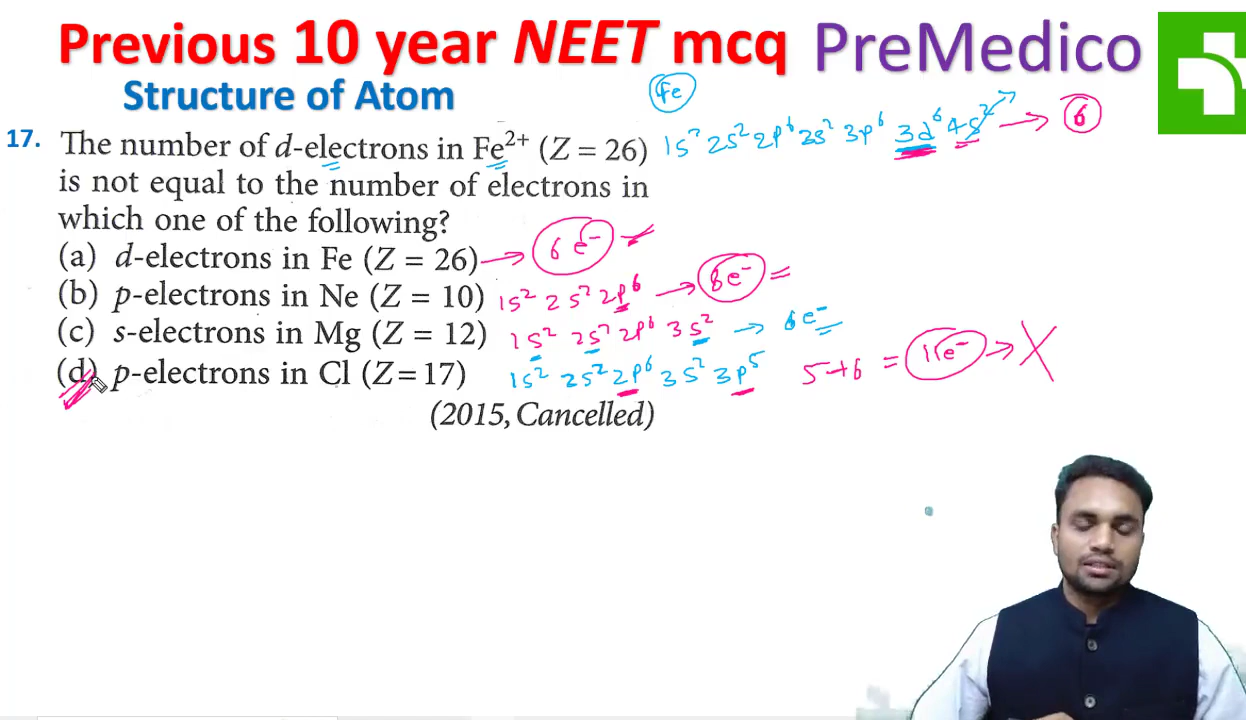 Previous 10 year NEET mcq PreMedico
Structure of Atom
Fe
17. The number of d-electrons in Fe²⁺ (Z = 26) 1s² 2s² 2p⁶ 3s² 3p⁶ 3d⁶ 4s² → 6
is not equal to the number of electrons in
which one of the following?
(a) d-electrons in Fe (Z = 26) → 6e⁻
(b) p-electrons in Ne (Z = 10) 1s² 2s² 2p⁶ → 6e⁻ =
(c) s-electrons in Mg (Z = 12) 1s² 2s² 2p⁶ 3s² → 6e⁻
(d) p-electrons in Cl (Z = 17) 1s² 2s² 2p⁶ 3s² 3p⁵ 5+6 = 11e⁻ → X
(2015, Cancelled)